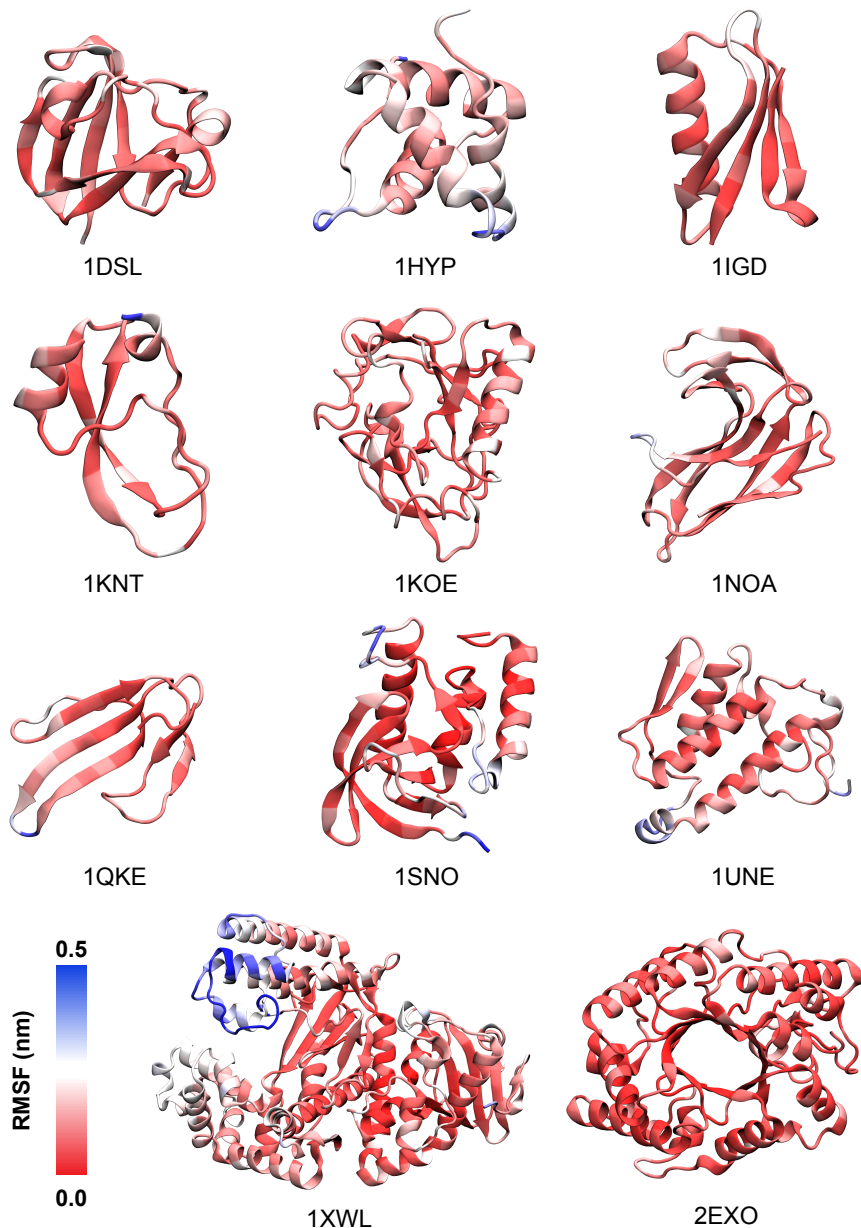 1DSL
1HYP
1IGD
1KNT
1KOE
1NOA
1QKE
1SNO
1UNE
0.5
RMSF (nm)
0.0
1XWL
2EXO